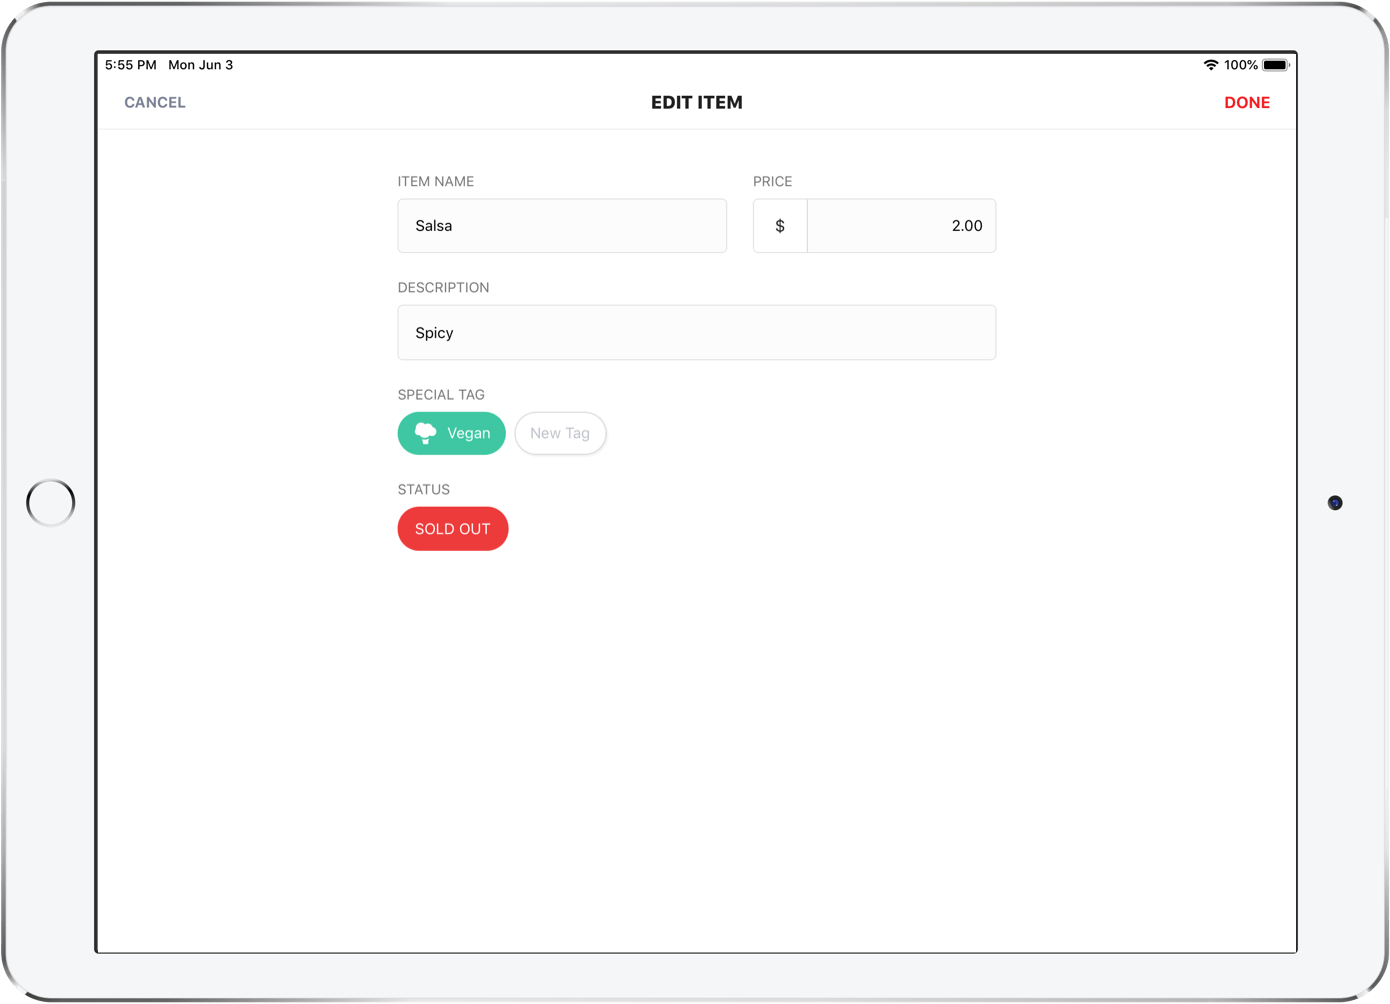 5:55 PM Mon Jun 3 100%
CANCEL EDIT ITEM DONE
ITEM NAME PRICE
Salsa $ 2.00
DESCRIPTION
Spicy
SPECIAL TAG
Vegan New Tag
STATUS
SOLD OUT